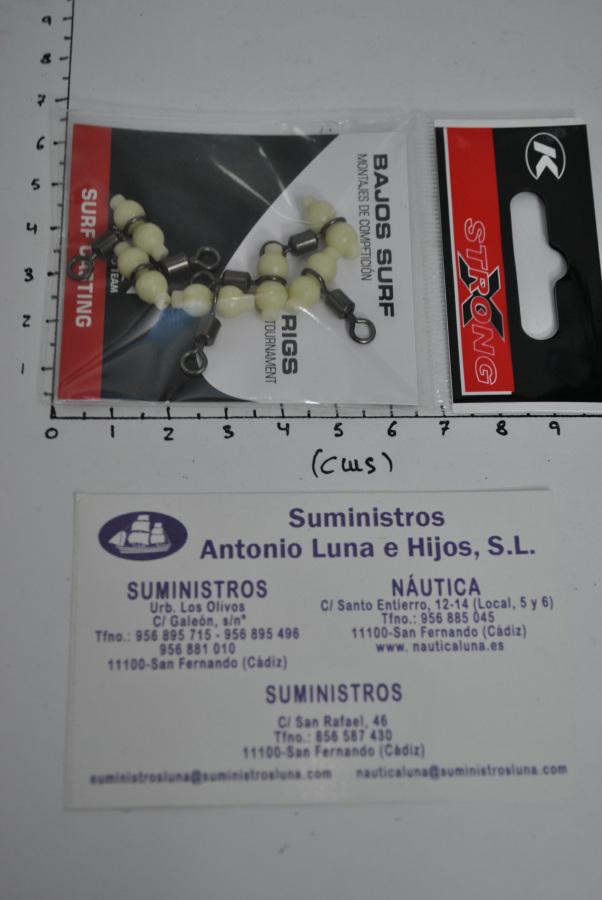 9
8
7
6
5
4
3
2
1
0 1 2 3 4 5 6 7 8 9
(cms)
BAJOS SURF
MONTAJES DE COMPETICIÓN
RIGS
TOURNAMENT
SURF CASTING
TEAM
K
STRONG
X
Suministros
Antonio Luna e Hijos, S.L.
SUMINISTROS
Urb. Los Olivos
C/ Galeón, s/nº
Tfno.: 956 895 715 - 956 895 496
956 881 010
11100-San Fernando (Cádiz)
NÁUTICA
C/ Santo Entierro, 12-14 (Local, 5 y 6)
Tfno.: 956 885 045
11100-San Fernando (Cádiz)
www. nauticaluna.es
SUMINISTROS
C/ San Rafael, 46
Tfno.: 856 587 430
11100-San Fernando (Cádiz)
suministrosluna@suministrosluna.com nauticaluna@suministrosluna.com